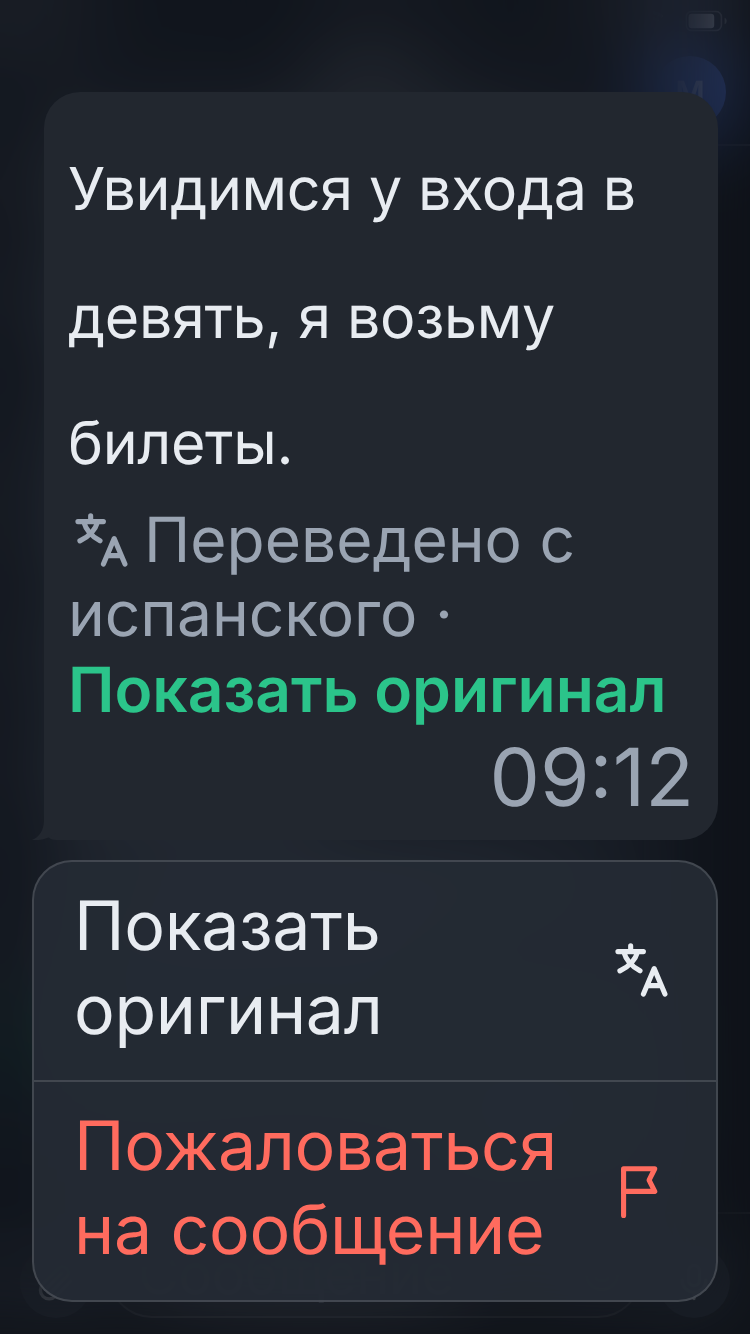 Увидимся у входа в
девять, я возьму
билеты.
Переведено с
испанского ·
Показать оригинал
09:12
Показать
оригинал
Пожаловаться
на сообщение